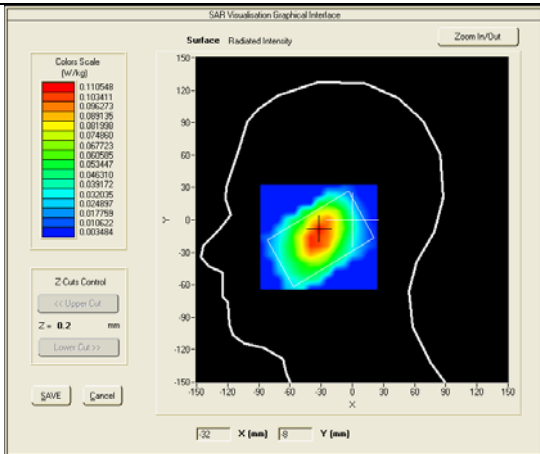 SAR Visualisation Graphical Interface
Surface Radiated Intensity
Zoom In/Out
Colors Scale
(W/kg)
0.110548
0.103411
0.096273
0.089135
0.081998
0.074860
0.067723
0.060585
0.053447
0.046310
0.039172
0.032035
0.024897
0.017759
0.010622
0.003484
150
120
90
60
30
0
-30
-60
-90
-120
-150
Y
-150 -120 -90 -60 -30 0 30 60 90 120 150
X
Z Cuts Control
<< Upper Cut
Z = 0.2 mm
Lower Cut >>
SAVE Cancel
-32 X (mm) -8 Y (mm)